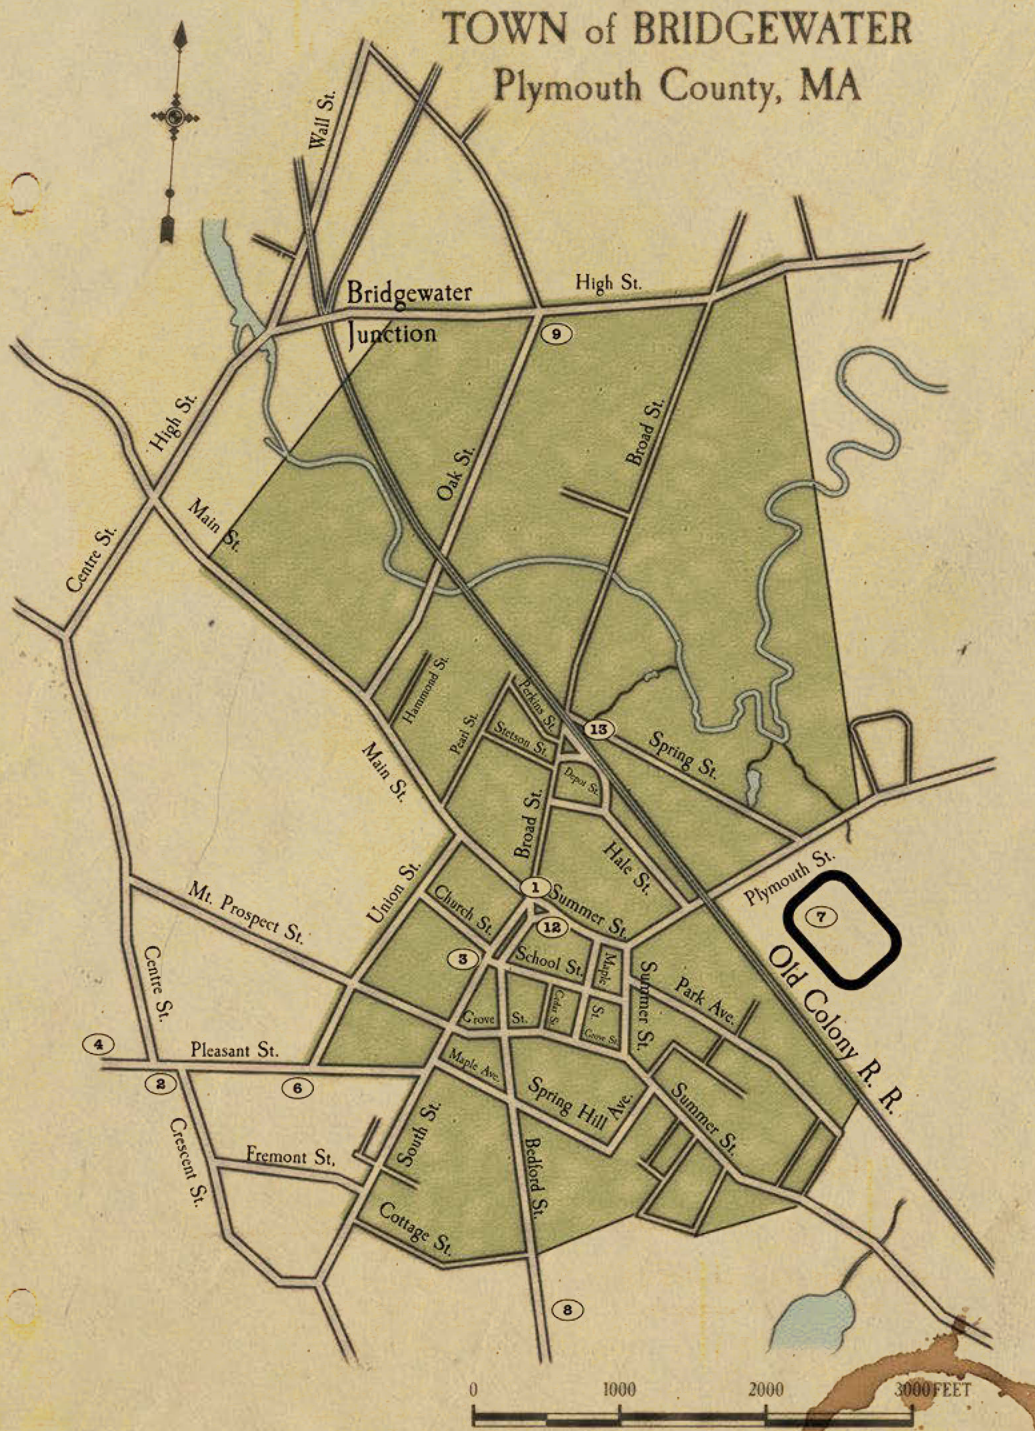 TOWN of BRIDGEWATER
Plymouth County, MA
Wall St.
High St.
Bridgewater
Junction
9
High St.
Broad St.
Oak St.
Main St.
Centre St.
Hammond St.
Perkins St.
Pearl St.
Stetson St.
13
Spring St.
Main St.
Depot St.
Broad St.
Hale St.
Plymouth St.
Union St.
1
Summer St.
7
Mt. Prospect St.
Church St.
12
3
School St.
Maple
St.
Summer St.
Park Ave.
Old Colony R. R.
Centre St.
Cedar St.
Grove St.
Grove St.
4
Pleasant St.
2
6
Maple Ave.
Spring Hill
Ave.
Summer St.
South St.
Crescent St.
Fremont St,
Bedford St.
Cottage St.
8
0 1000 2000 3000 FEET